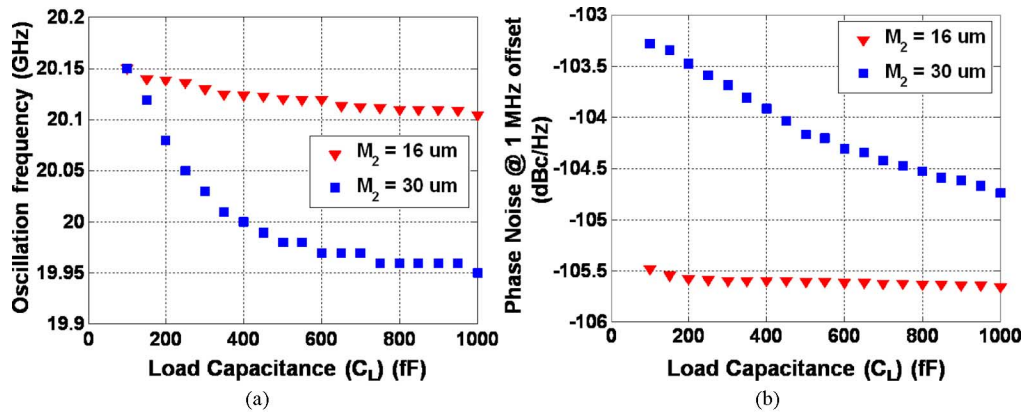 (a)
Oscillation frequency (GHz)
20.2
20.15
20.1
20.05
20
19.95
19.9
M2 = 16 um
M2 = 30 um
0 200 400 600 800 1000
Load Capacitance (CL) (fF)
(a)
(b)
Phase Noise @ 1 MHz offset
(dBc/Hz)
-103
-103.5
-104
-104.5
-105
-105.5
-106
M2 = 16 um
M2 = 30 um
0 200 400 600 800 1000
Load Capacitance (CL) (fF)
(b)